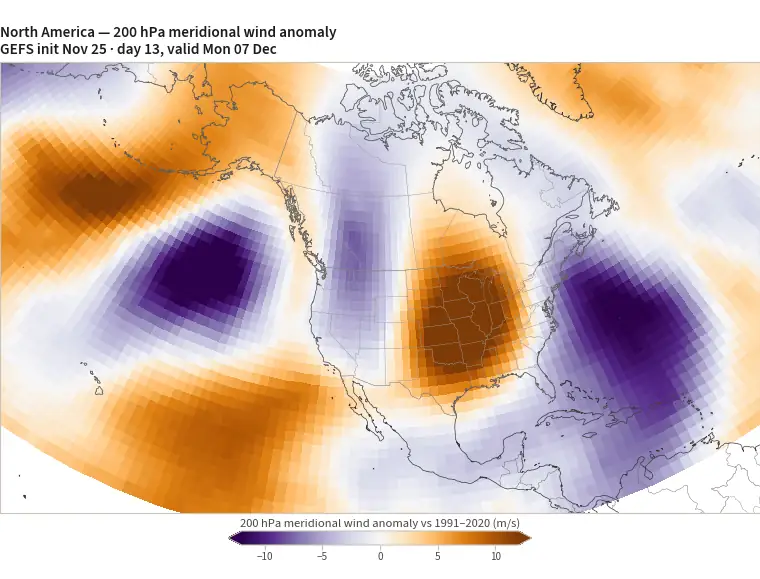 North America — 200 hPa meridional wind anomaly
GEFS init Nov 25 · day 13, valid Mon 07 Dec
200 hPa meridional wind anomaly vs 1991–2020 (m/s)
−10 −5 0 5 10